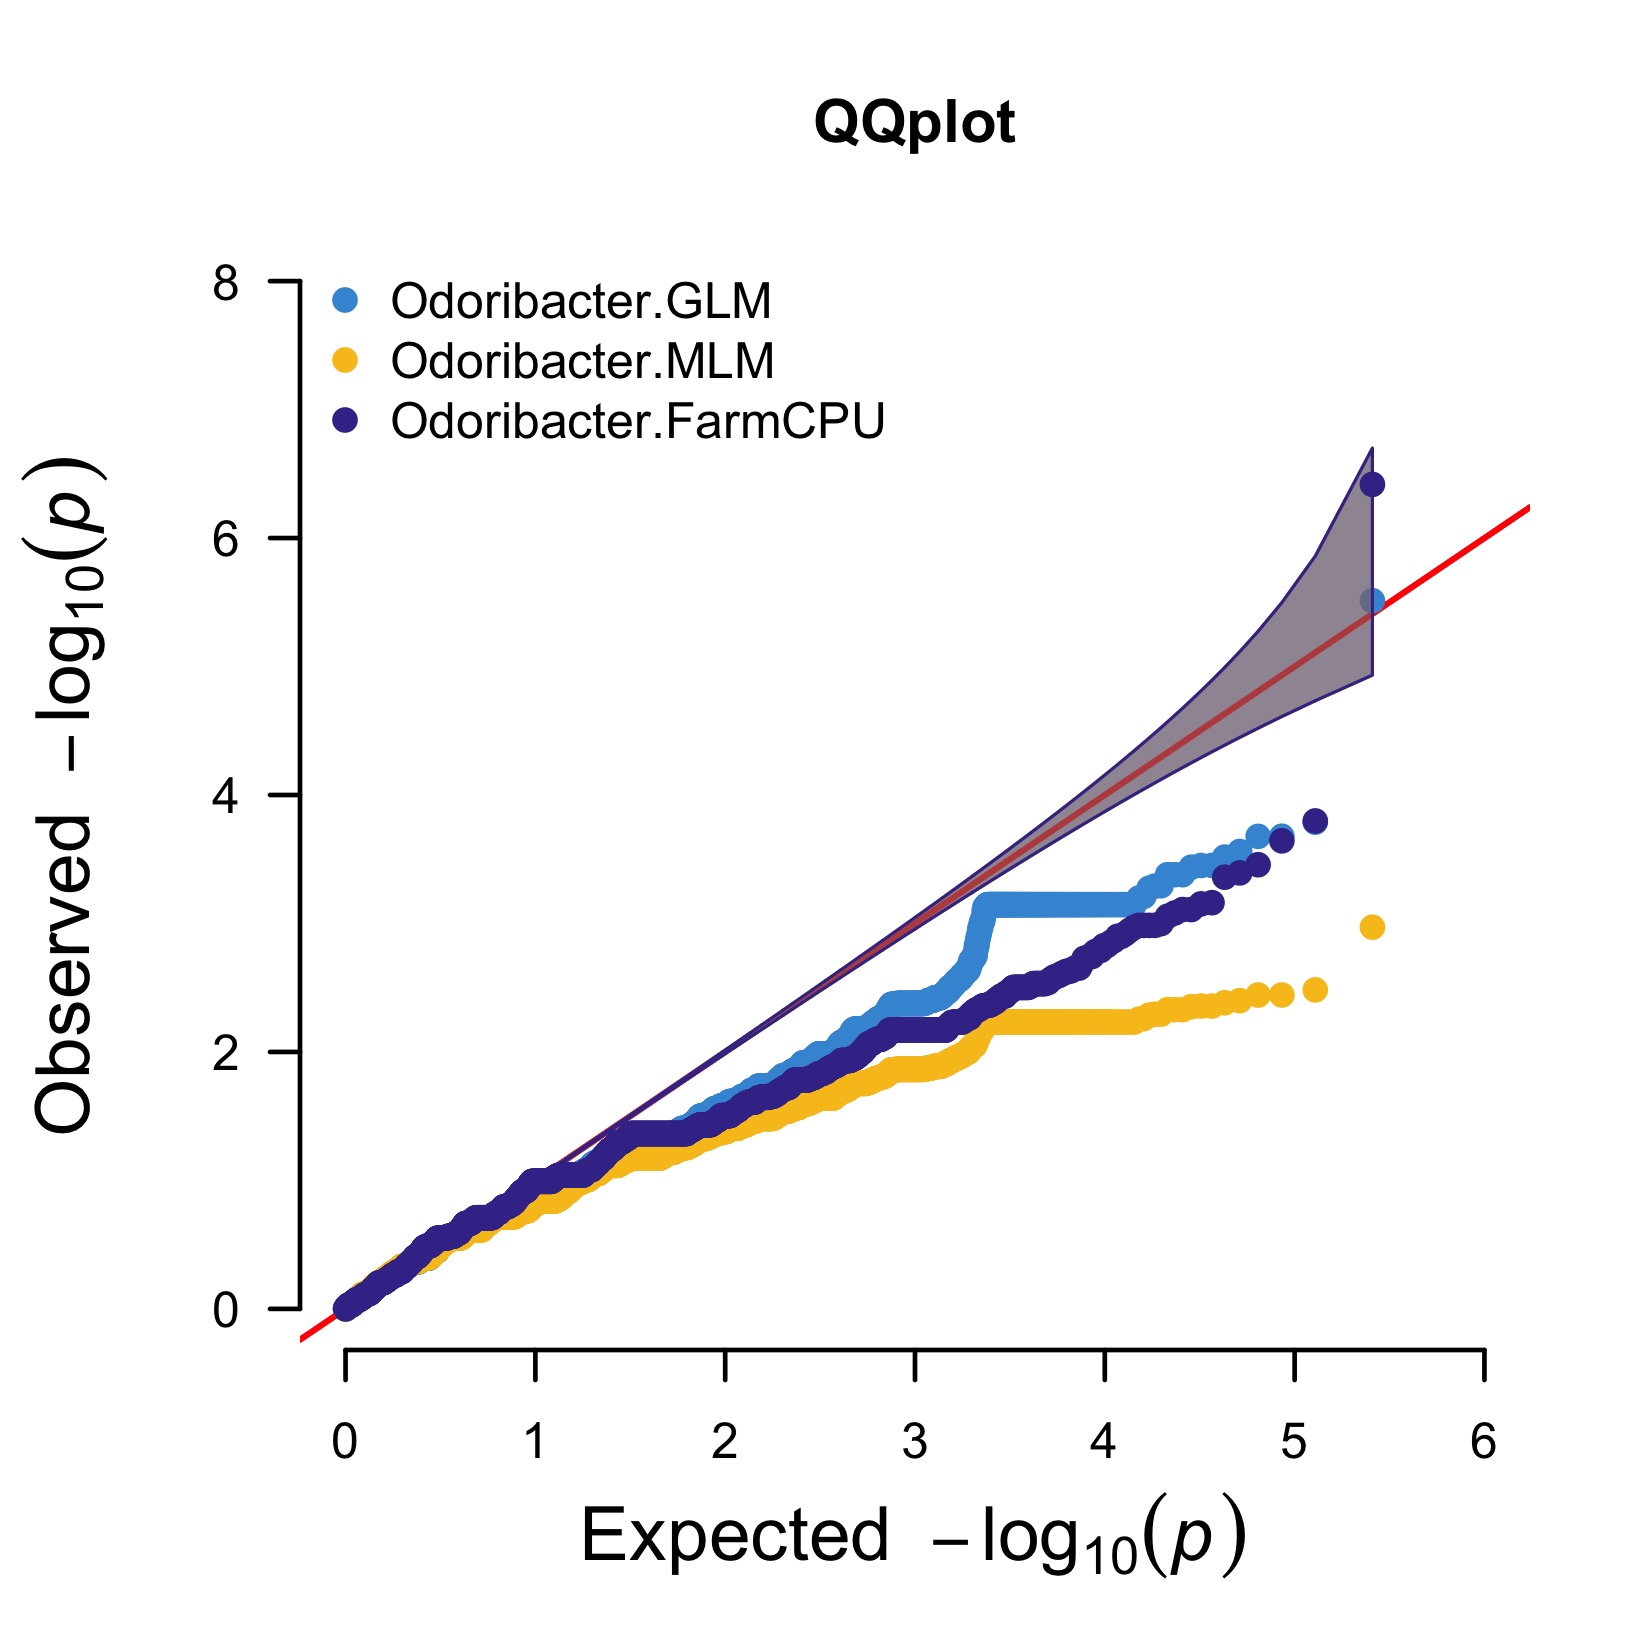 QQplot
8
Odoribacter.GLM
Odoribacter.MLM
Odoribacter.FarmCPU
6
4
2
0
Observed −log10(p)
0 1 2 3 4 5 6
Expected −log10(p)